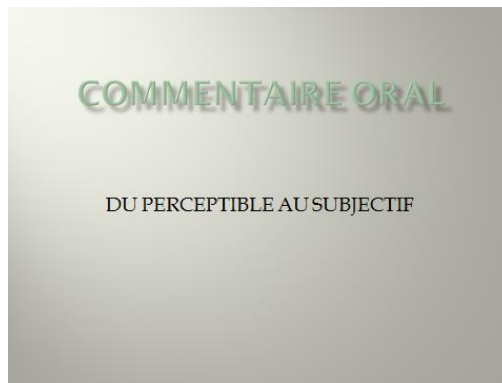 COMMENTAIRE ORAL
DU PERCEPTIBLE AU SUBJECTIF